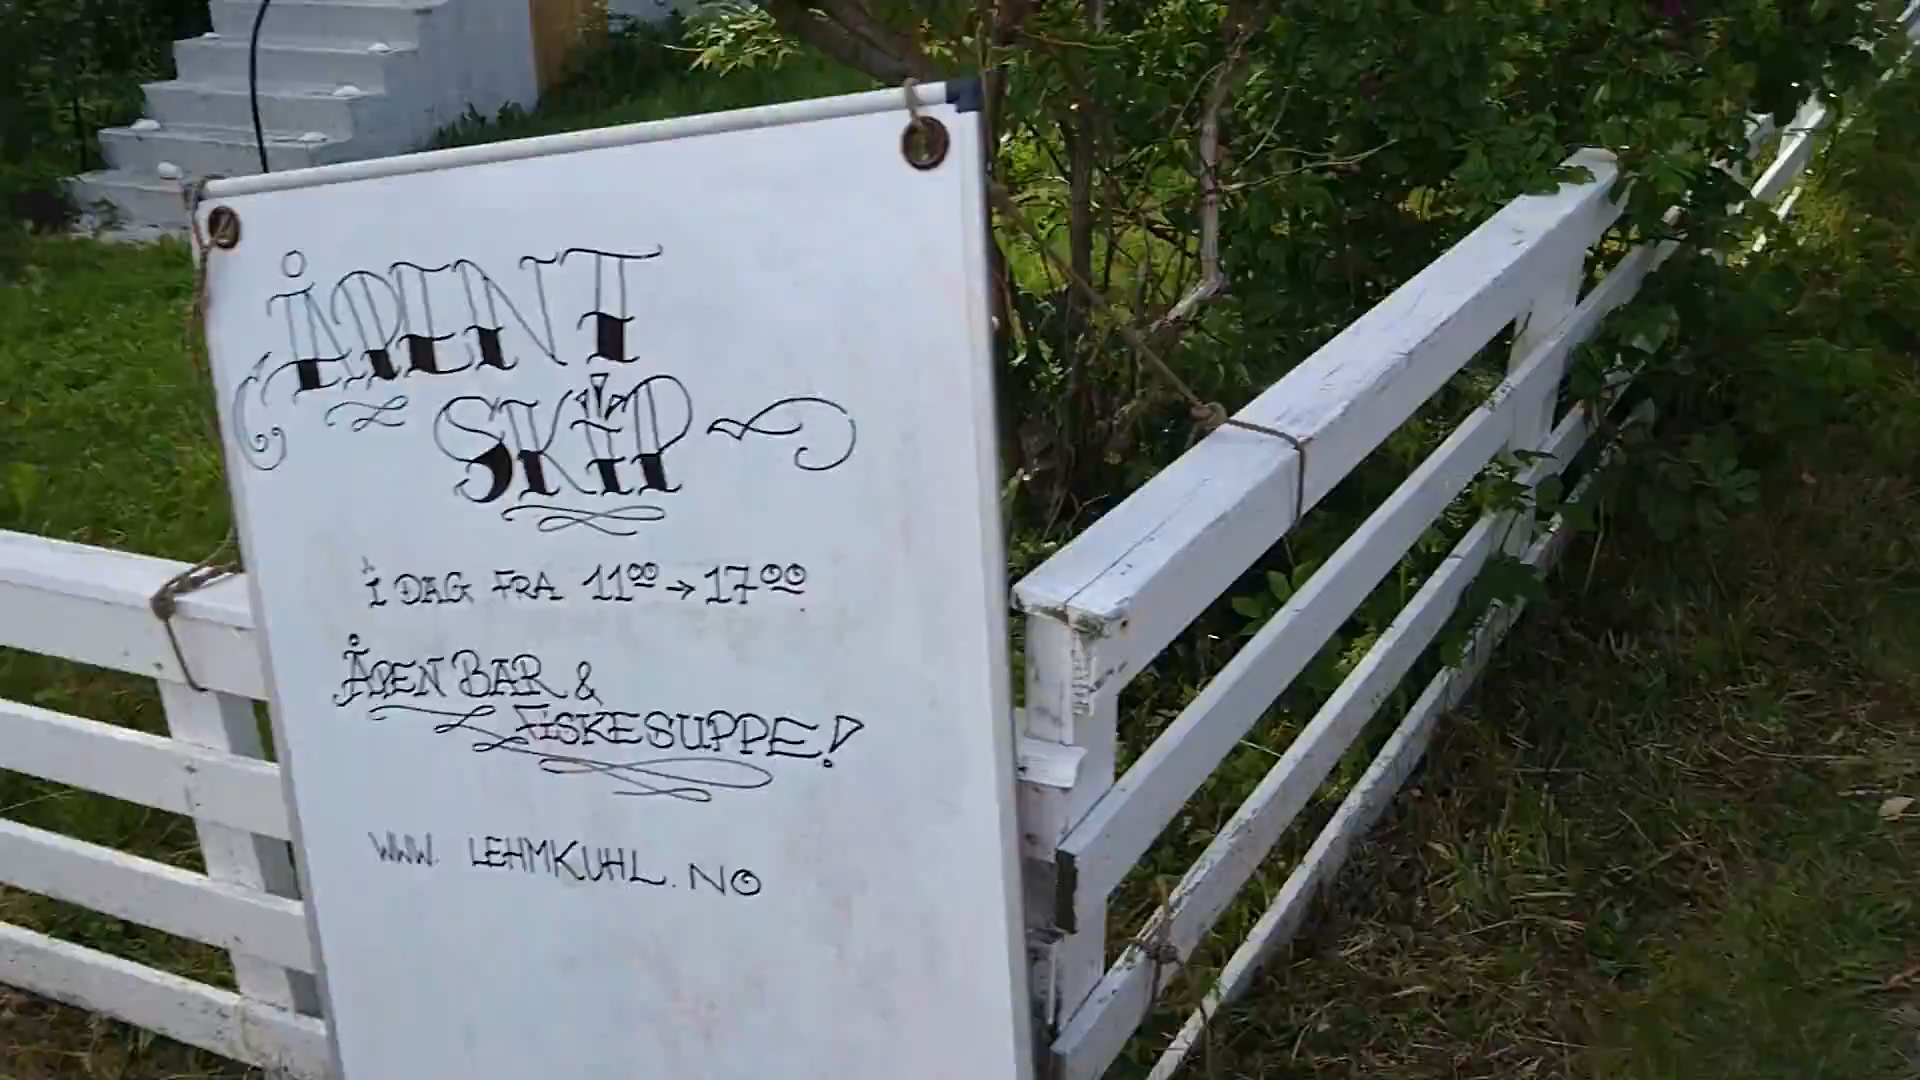 ÅPENT
SKIP
i DAG FRA 11⁰⁰ → 17⁰⁰
ÅPEN BAR &
FISKESUPPE!
WWW. LEHMKUHL. NO